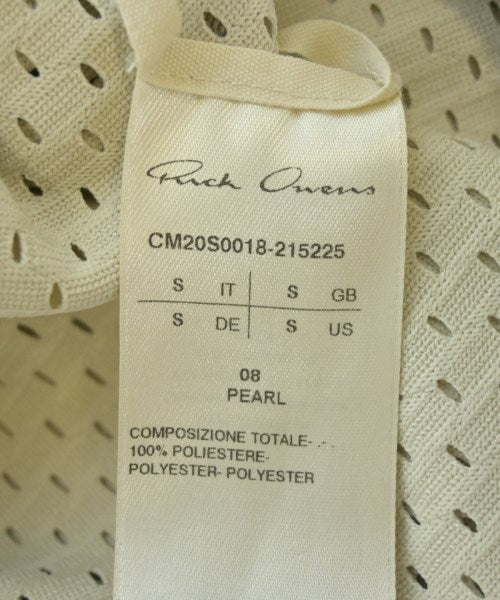 Rick Owens
CM20S0018-215225
S IT S GB
S DE S US
08
PEARL
COMPOSIZIONE TOTALE- .- .
100% POLIESTERE-
POLYESTER- POLYESTER